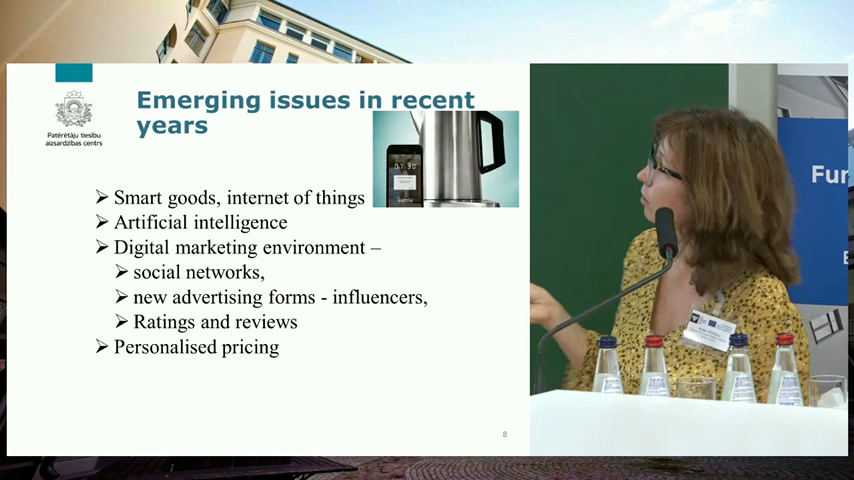 Emerging issues in recent
years
Patērētāju tiesību
aizsardzības centrs
07:30
➢ Smart goods, internet of things
➢ Artificial intelligence
➢ Digital marketing environment –
➢ social networks,
➢ new advertising forms - influencers,
➢ Ratings and reviews
➢ Personalised pricing
8
Fur
E